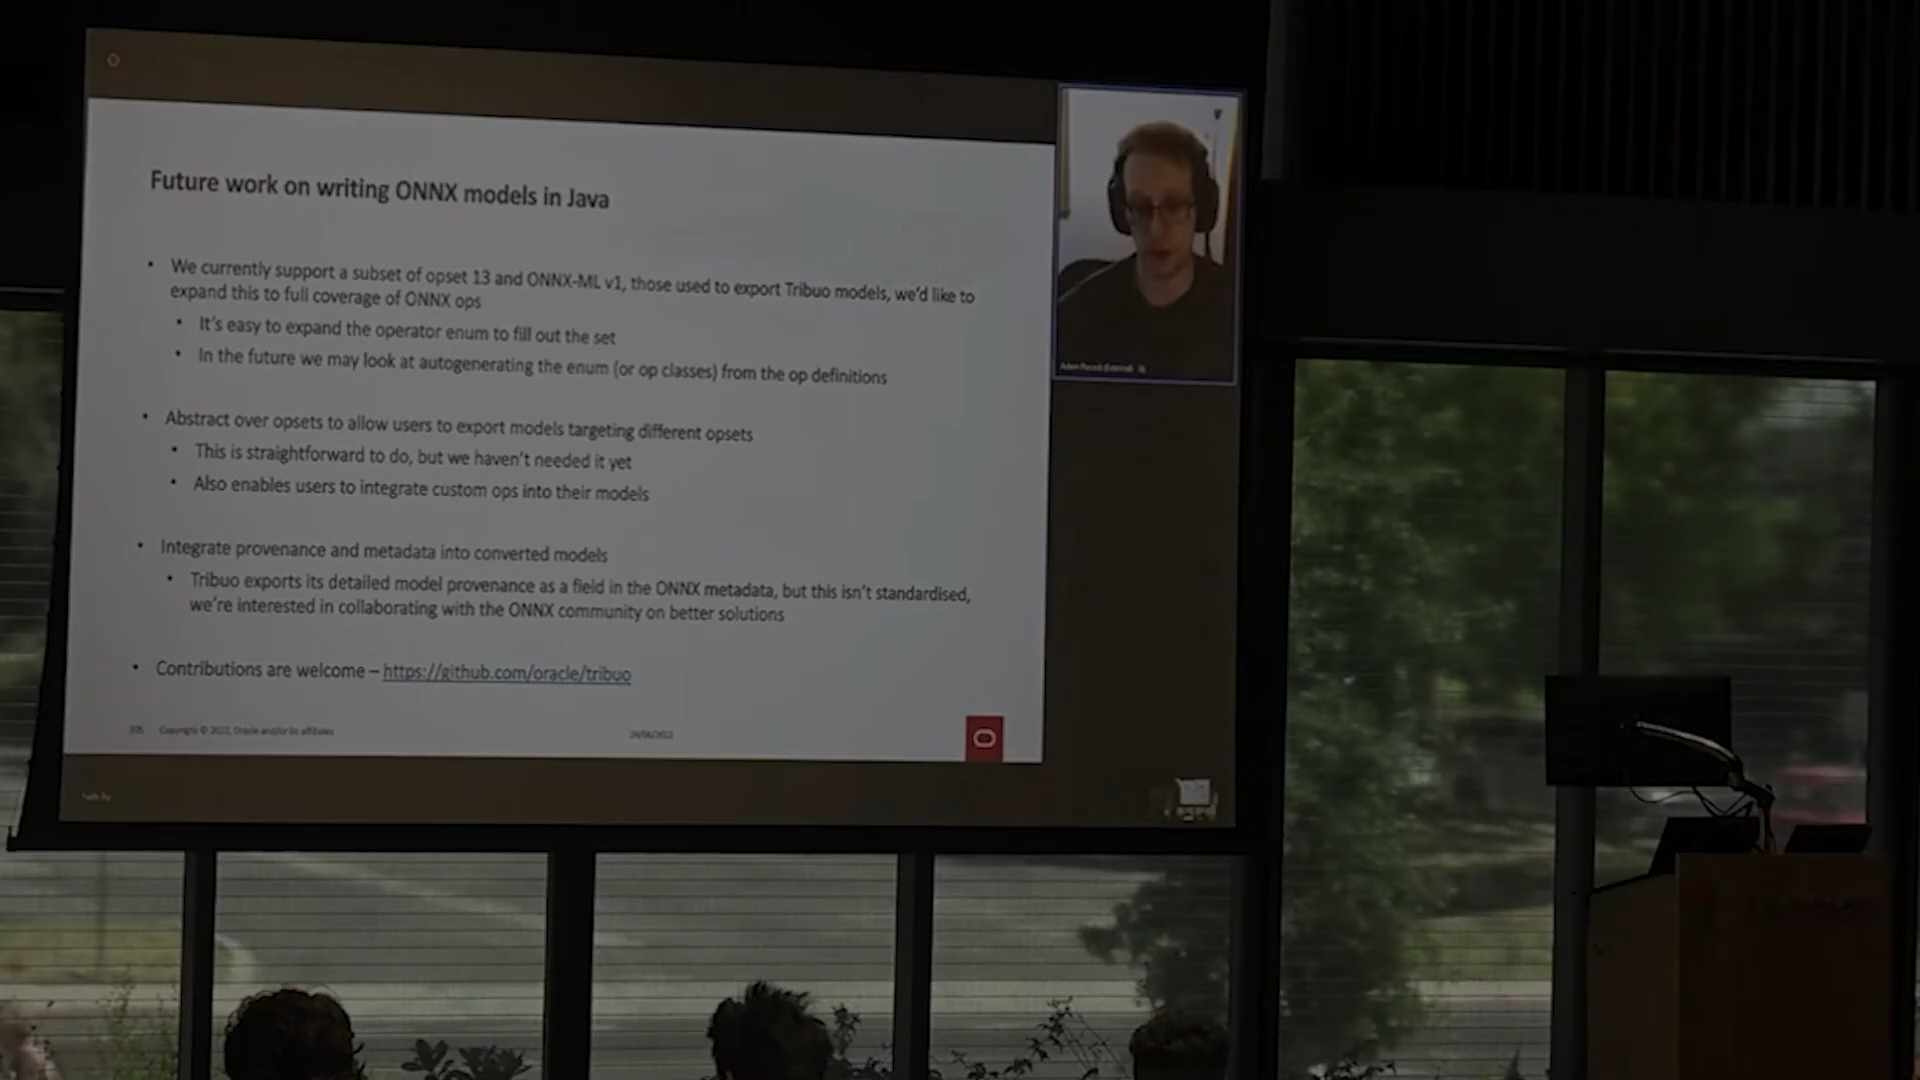 Future work on writing ONNX models in Java
• We currently support a subset of opset 13 and ONNX-ML v1, those used to export Tribuo models, we'd like to
expand this to full coverage of ONNX ops
• It's easy to expand the operator enum to fill out the set
• In the future we may look at autogenerating the enum (or op classes) from the op definitions
• Abstract over opsets to allow users to export models targeting different opsets
• This is straightforward to do, but we haven't needed it yet
• Also enables users to integrate custom ops into their models
• Integrate provenance and metadata into converted models
• Tribuo exports its detailed model provenance as a field in the ONNX metadata, but this isn't standardised,
we're interested in collaborating with the ONNX community on better solutions
• Contributions are welcome – https://github.com/oracle/tribuo
Copyright © 2022, Oracle and/or its affiliates